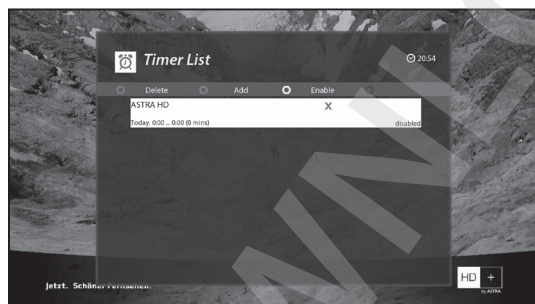 Timer List
20:54
Delete Add Enable
ASTRA HD X
Today, 0:00 ... 0:00 (0 mins) disabled
Jetzt. Schöner Fernsehen.
HD +
by ASTRA